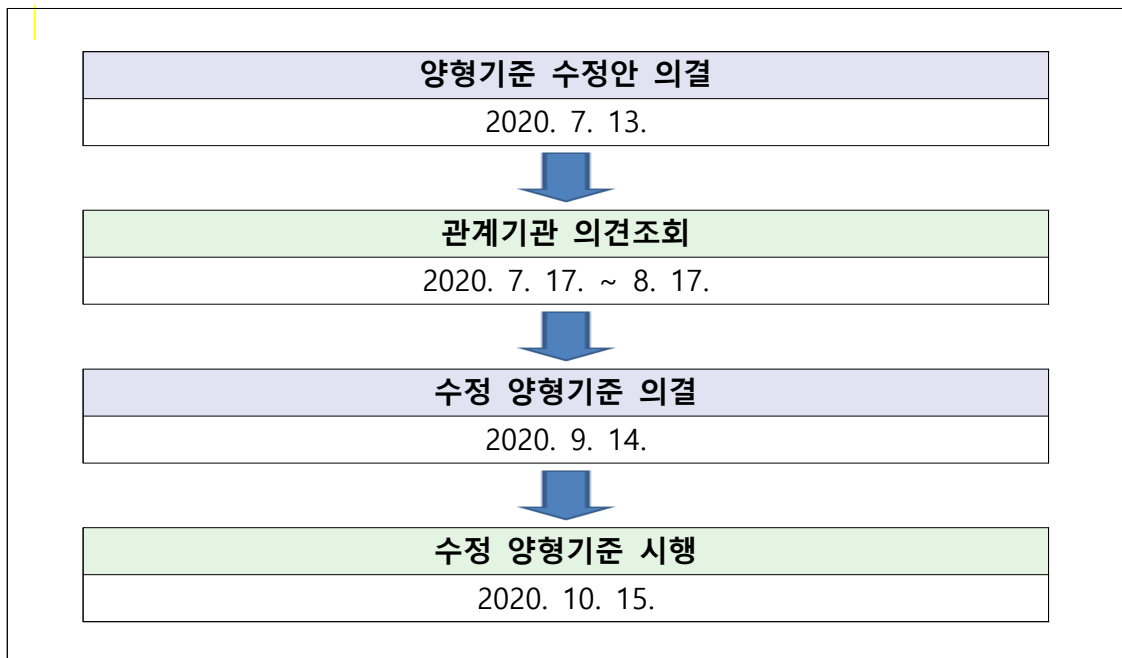 양형기준 수정안 의결
2020. 7. 13.
관계기관 의견조회
2020. 7. 17. ~ 8. 17.
수정 양형기준 의결
2020. 9. 14.
수정 양형기준 시행
2020. 10. 15.